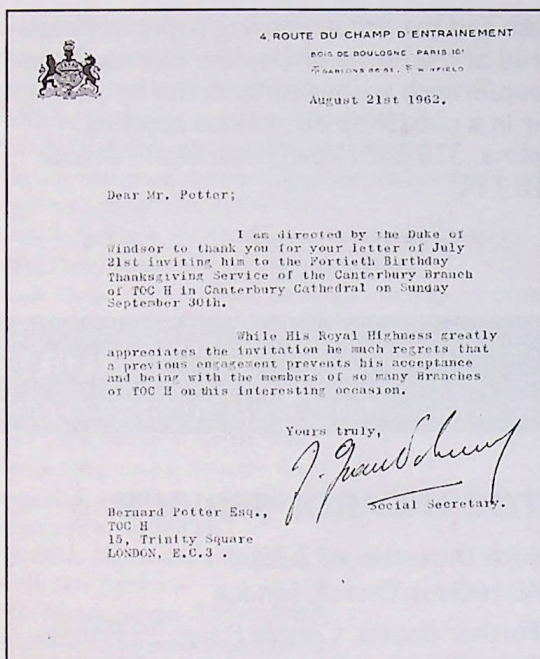 4, ROUTE DU CHAMP D'ENTRAINEMENT
BOIS DE BOULOGNE · PARIS 16ᵉ
August 21st 1962.
Dear Mr. Potter;
I am directed by the Duke of
Windsor to thank you for your letter of July
21st inviting him to the Fortieth Birthday
Thanksgiving Service of the Canterbury Branch
of TOC H in Canterbury Cathedral on Sunday
September 30th.
While His Royal Highness greatly
appreciates the invitation he much regrets that
a previous engagement prevents his acceptance
and being with the members of so many Branches
of TOC H on this interesting occasion.
Yours truly,
Social Secretary.
Bernard Potter Esq.,
TOC H
15, Trinity Square
LONDON, E.C.3